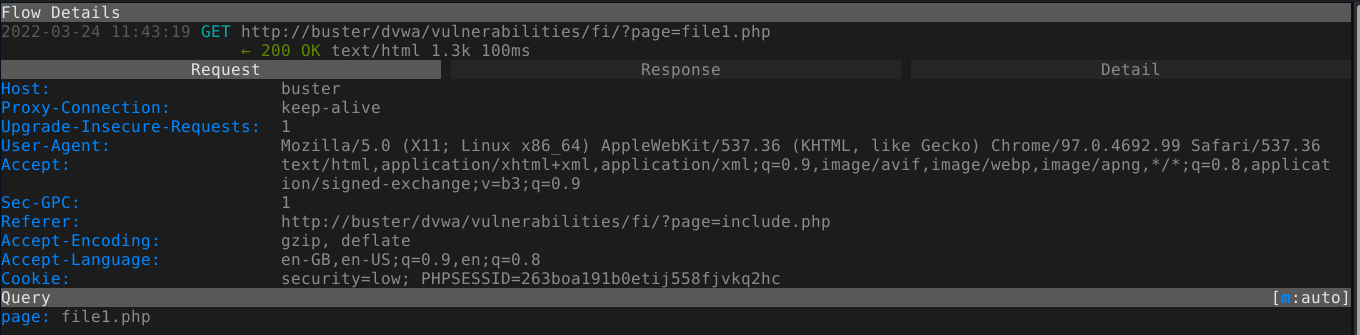 Flow Details
2022-03-24 11:43:19 GET http://buster/dvwa/vulnerabilities/fi/?page=file1.php
← 200 OK text/html 1.3k 100ms
Request Response Detail
Host: buster
Proxy-Connection: keep-alive
Upgrade-Insecure-Requests: 1
User-Agent: Mozilla/5.0 (X11; Linux x86_64) AppleWebKit/537.36 (KHTML, like Gecko) Chrome/97.0.4692.99 Safari/537.36
Accept: text/html,application/xhtml+xml,application/xml;q=0.9,image/avif,image/webp,image/apng,*/*;q=0.8,applicat
ion/signed-exchange;v=b3;q=0.9
Sec-GPC: 1
Referer: http://buster/dvwa/vulnerabilities/fi/?page=include.php
Accept-Encoding: gzip, deflate
Accept-Language: en-GB,en-US;q=0.9,en;q=0.8
Cookie: security=low; PHPSESSID=263boa191b0etij558fjvkq2hc
Query [m:auto]
page: file1.php